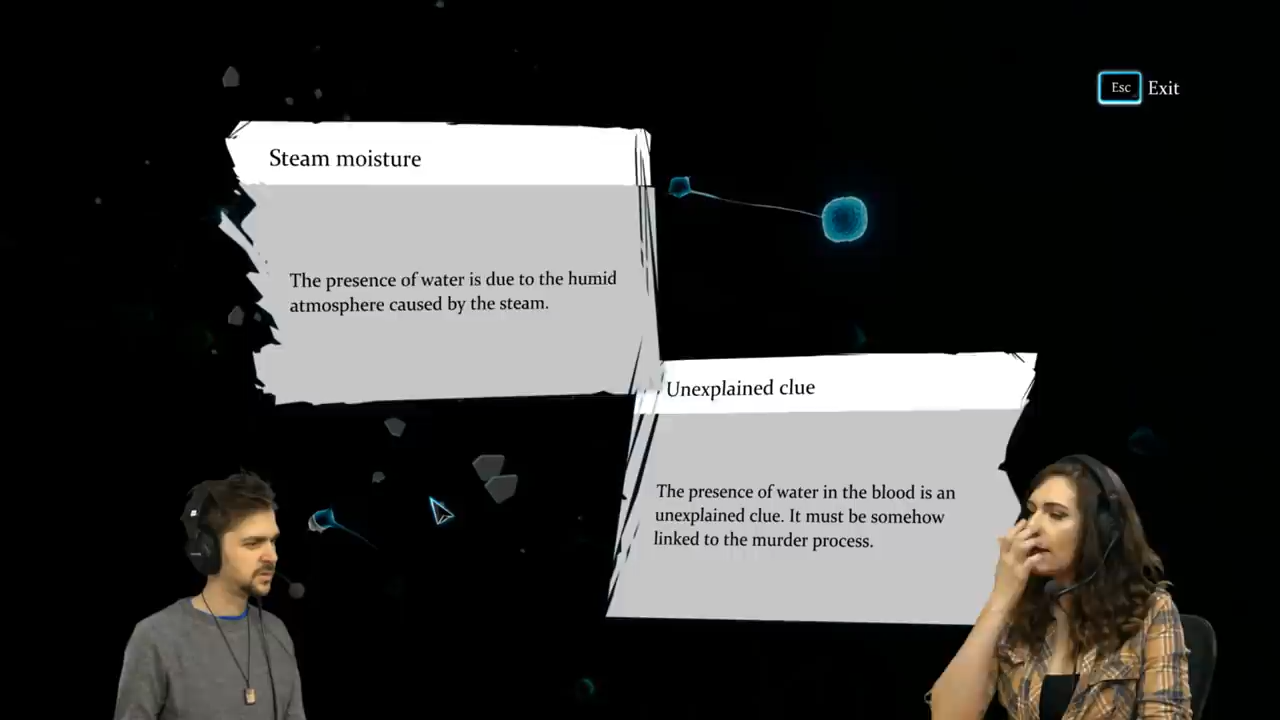 Esc Exit
Steam moisture
The presence of water is due to the humid
atmosphere caused by the steam.
Unexplained clue
The presence of water in the blood is an
unexplained clue. It must be somehow
linked to the murder process.